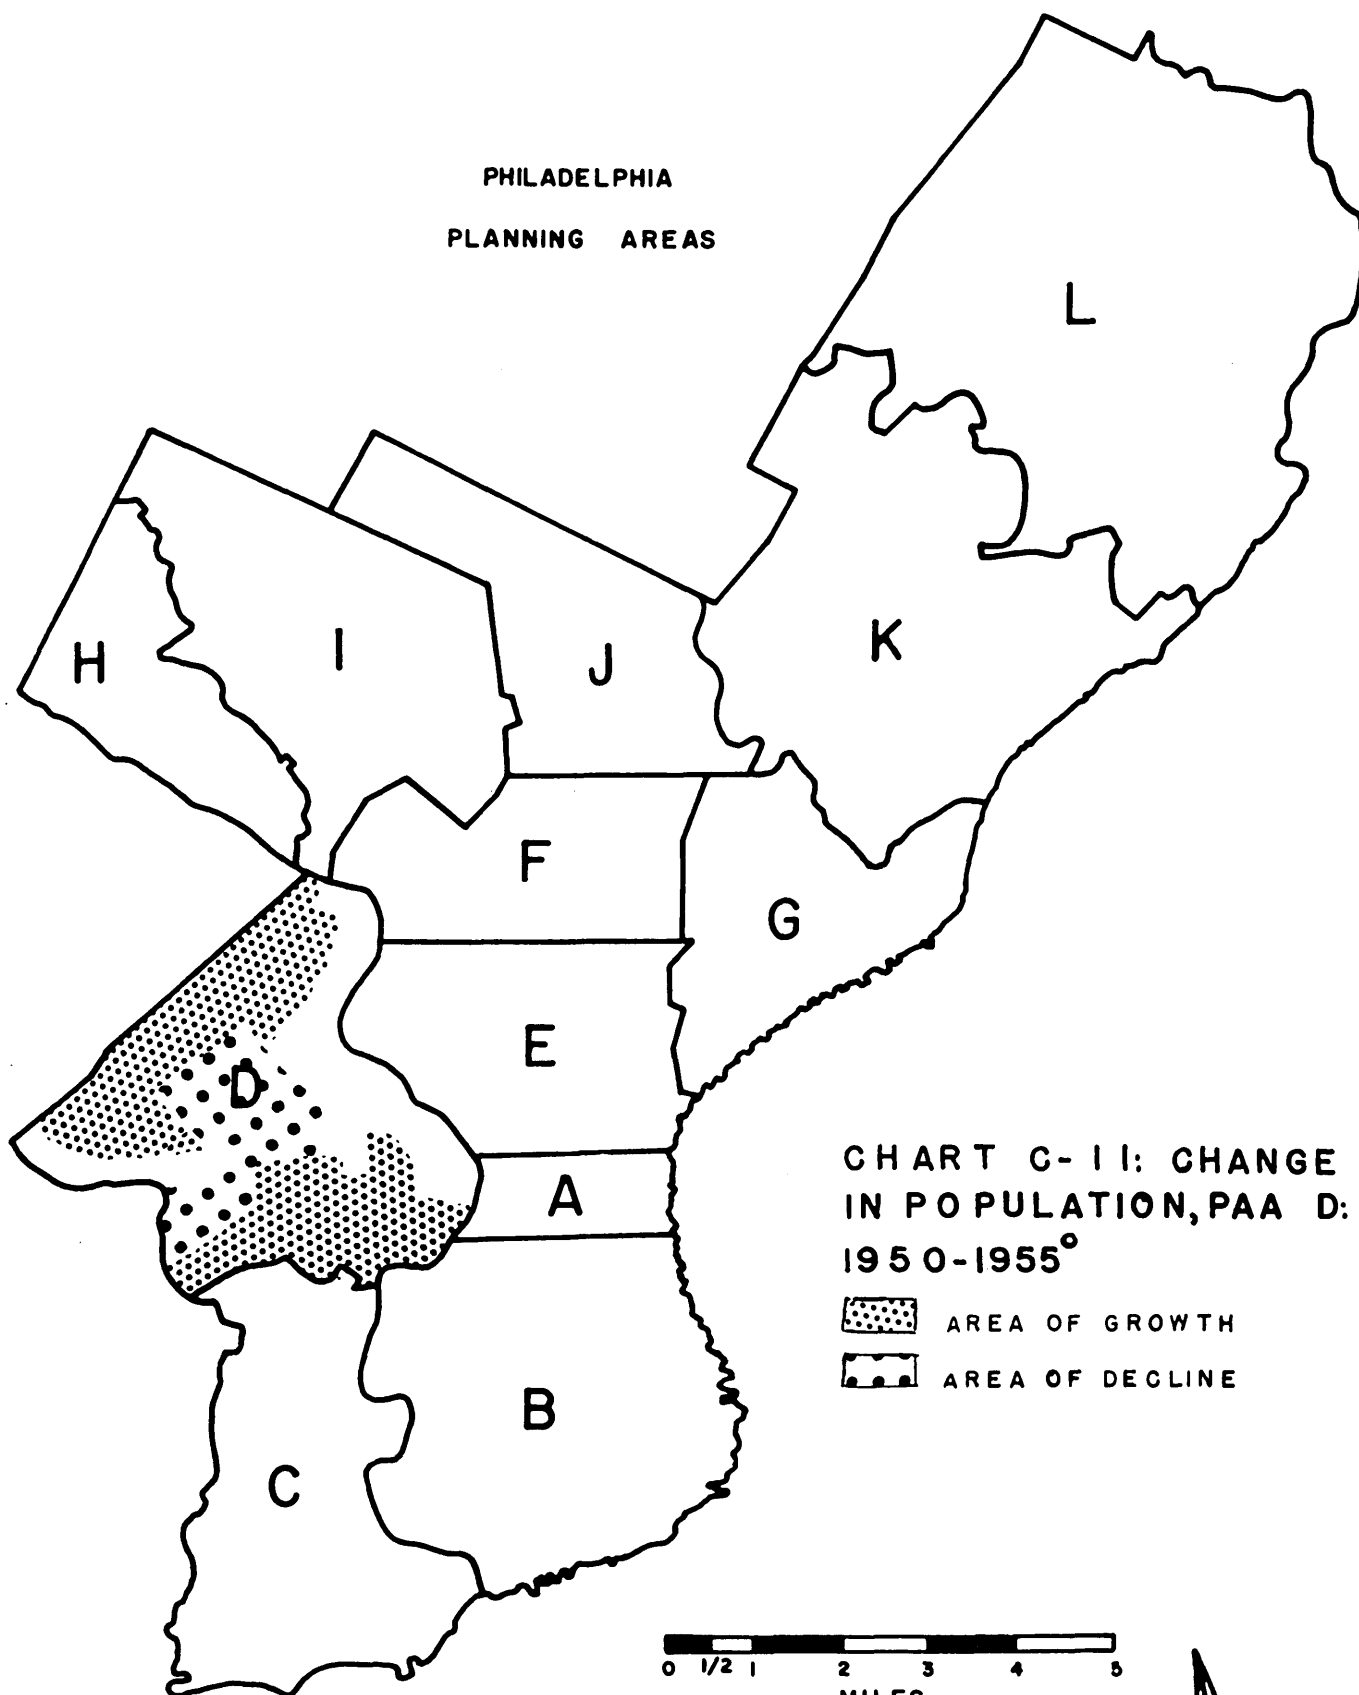 PHILADELPHIA
PLANNING AREAS
L
K
H
I
J
F
G
D
E
A
B
C
CHART C-11: CHANGE
IN POPULATION, PAA D:
1950-1955°
AREA OF GROWTH
AREA OF DECLINE
0 1/2 1 2 3 4 5
MILES